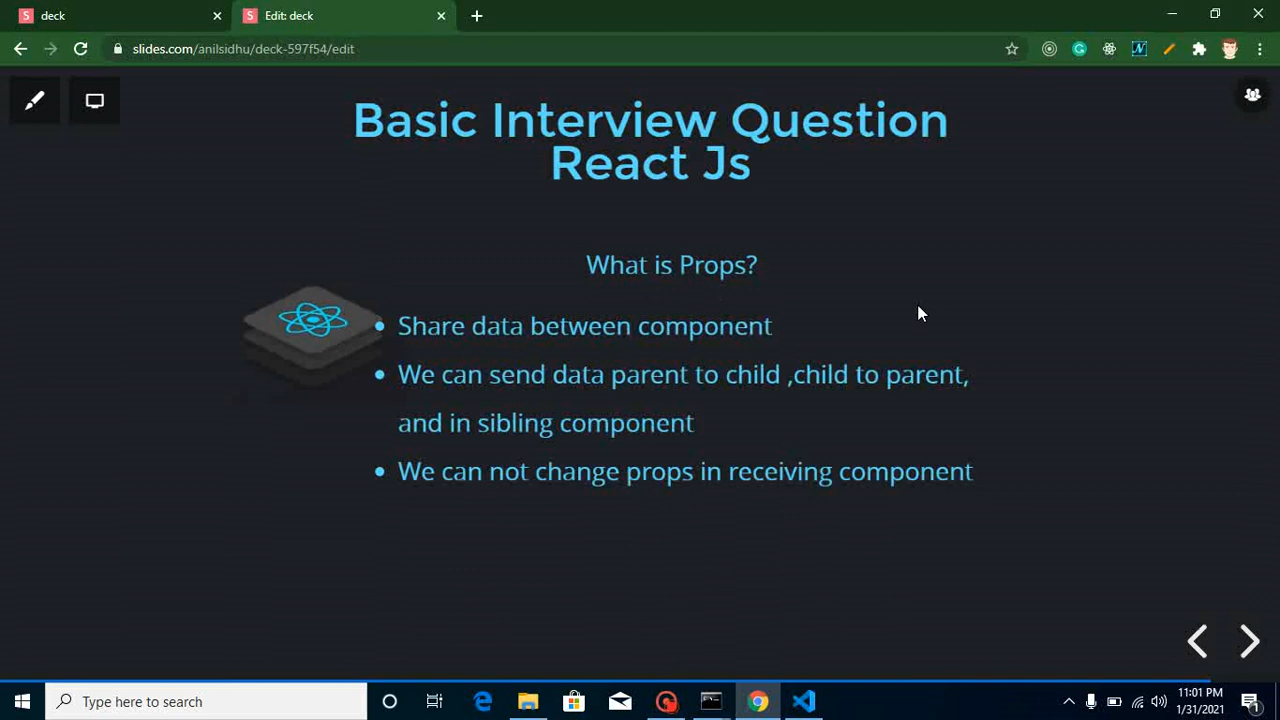 deck
Edit: deck
slides.com/anilsidhu/deck-597f54/edit
Basic Interview Question
React Js
What is Props?
Share data between component
We can send data parent to child ,child to parent,
and in sibling component
We can not change props in receiving component
Type here to search
11:01 PM
1/31/2021